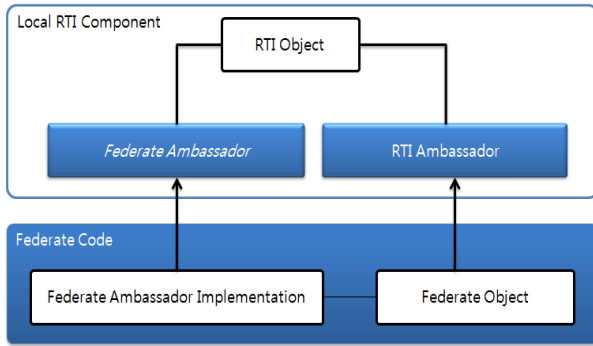 Local RTI Component
RTI Object
Federate Ambassador
RTI Ambassador
Federate Code
Federate Ambassador Implementation
Federate Object